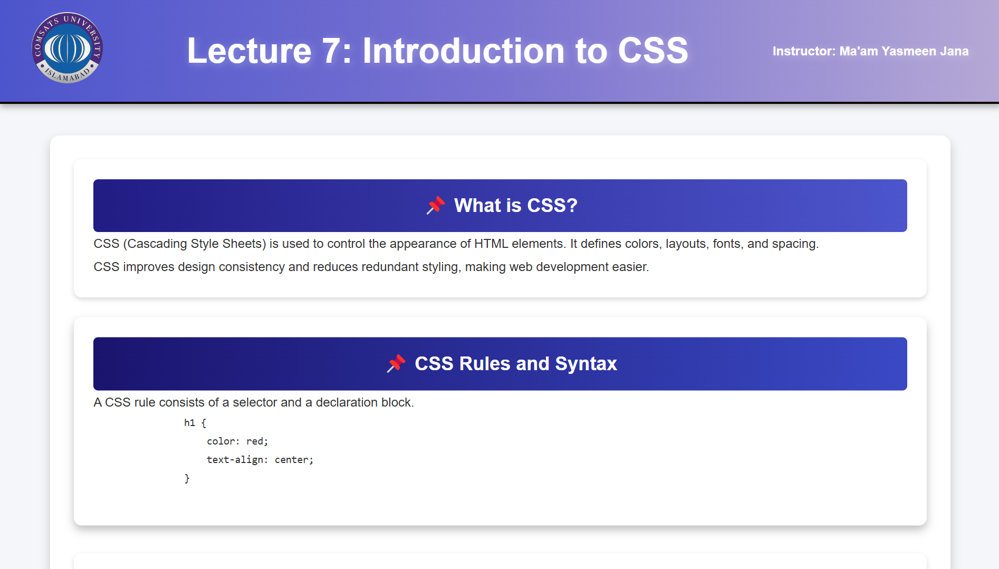 COMSATS UNIVERSITY
ISLAMABAD
Lecture 7: Introduction to CSS
Instructor: Ma'am Yasmeen Jana
📌 What is CSS?
CSS (Cascading Style Sheets) is used to control the appearance of HTML elements. It defines colors, layouts, fonts, and spacing.
CSS improves design consistency and reduces redundant styling, making web development easier.
📌 CSS Rules and Syntax
A CSS rule consists of a selector and a declaration block.
h1 {
    color: red;
    text-align: center;
}